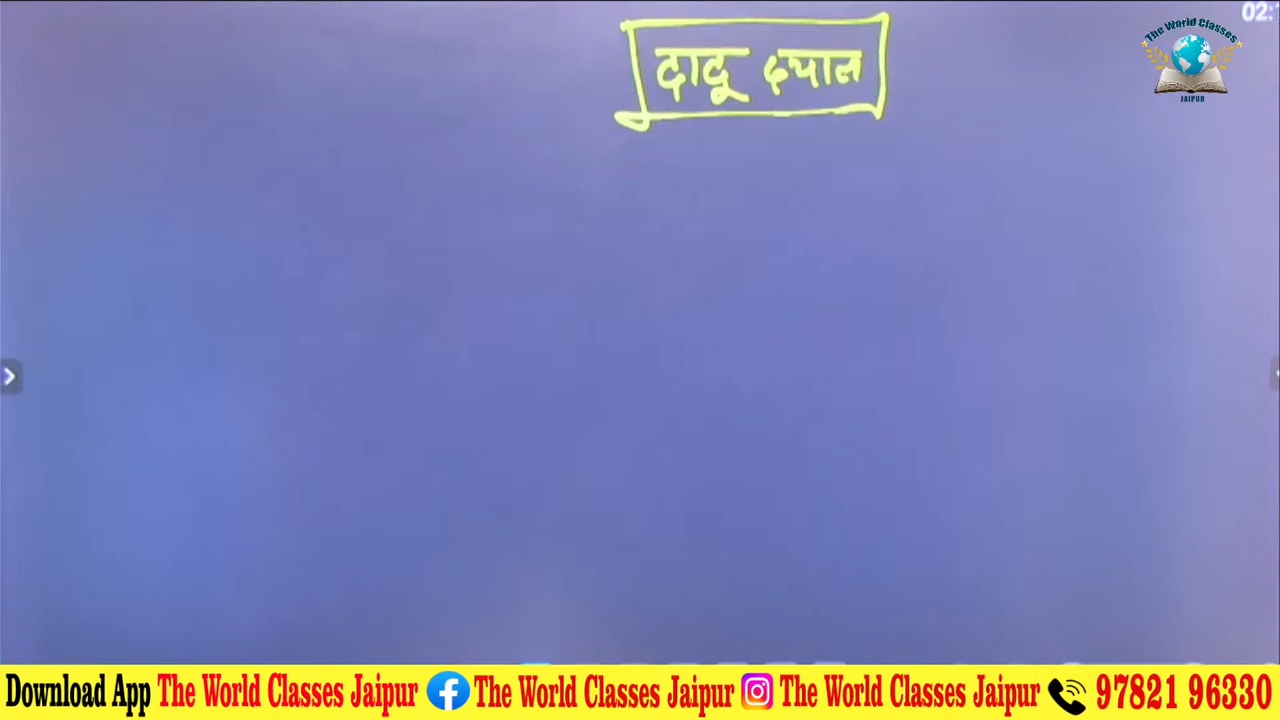 02:
The World Classes
JAIPUR
दादू दयाल
Download App The World Classes Jaipur The World Classes Jaipur The World Classes Jaipur 97821 96330